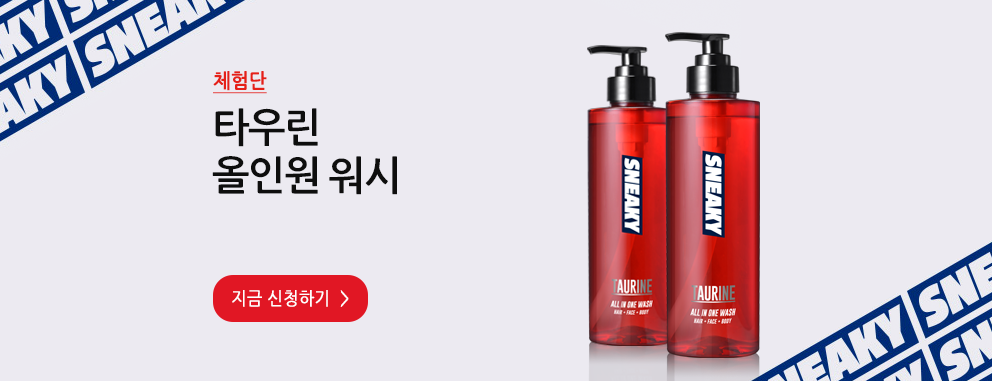 SNEAKY
SNEAKY
체험단
타우린
올인원 워시
지금 신청하기 >
SNEAKY
TAURINE
ALL IN ONE WASH
HAIR • FACE • BODY
SNEAKY
TAURINE
ALL IN ONE WASH
HAIR • FACE • BODY
SNEAKY
SNE